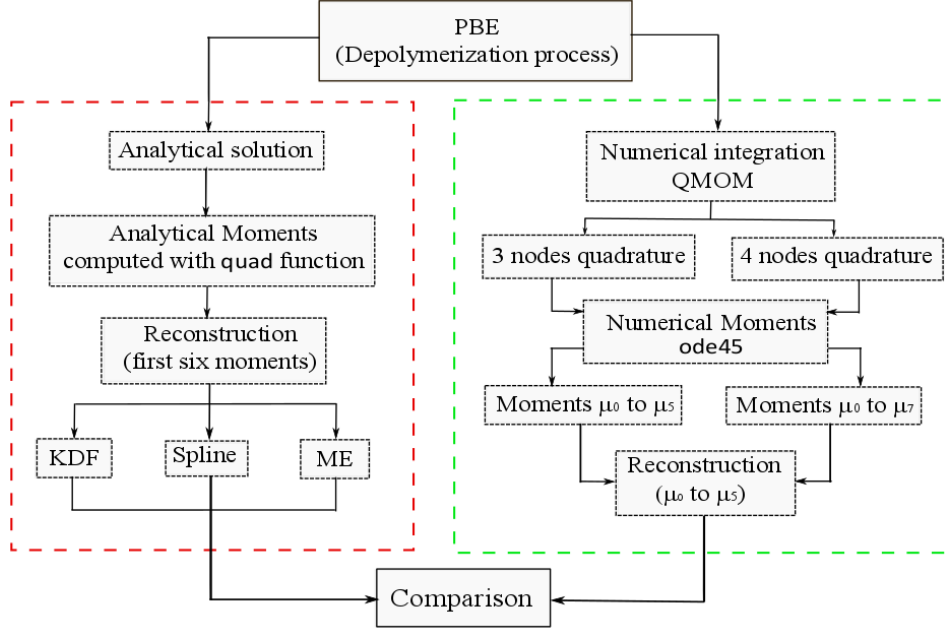 PBE
(Depolymerization process)
Analytical solution
Analytical Moments
computed with quad function
Reconstruction
(first six moments)
KDF
Spline
ME
Numerical integration
QMOM
3 nodes quadrature
4 nodes quadrature
Numerical Moments
ode45
Moments μ₀ to μ₅
Moments μ₀ to μ₇
Reconstruction
(μ₀ to μ₅)
Comparison